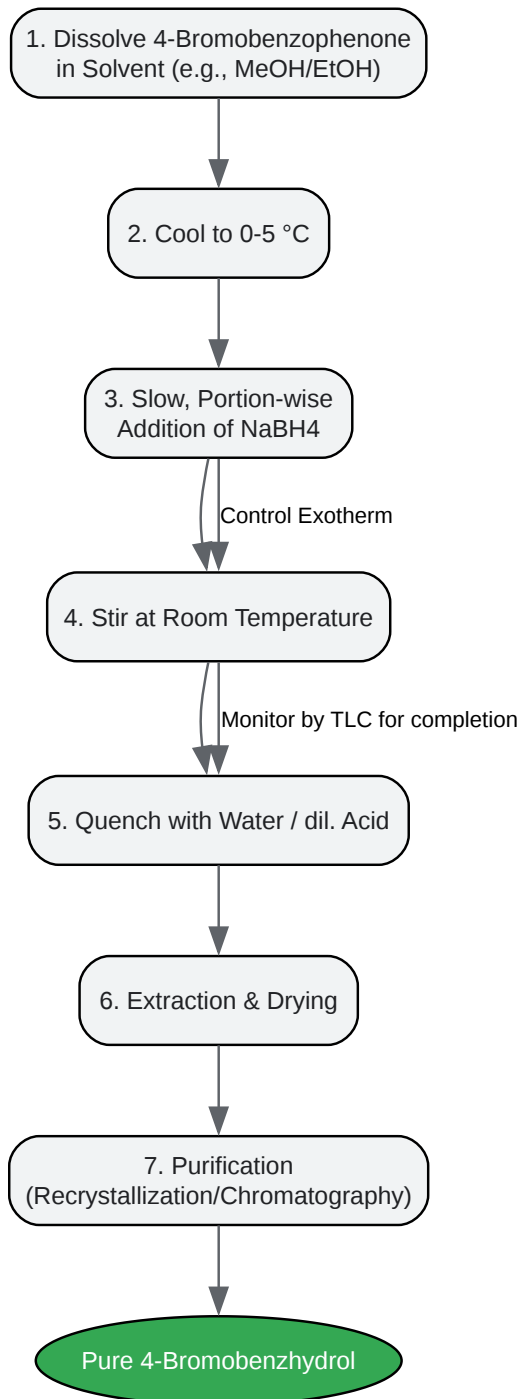 1. Dissolve 4-Bromobenzophenone
in Solvent (e.g., MeOH/EtOH)
2. Cool to 0-5 °C
3. Slow, Portion-wise
Addition of NaBH4
Control Exotherm
4. Stir at Room Temperature
Monitor by TLC for completion
5. Quench with Water / dil. Acid
6. Extraction & Drying
7. Purification
(Recrystallization/Chromatography)
Pure 4-Bromobenzhydrol